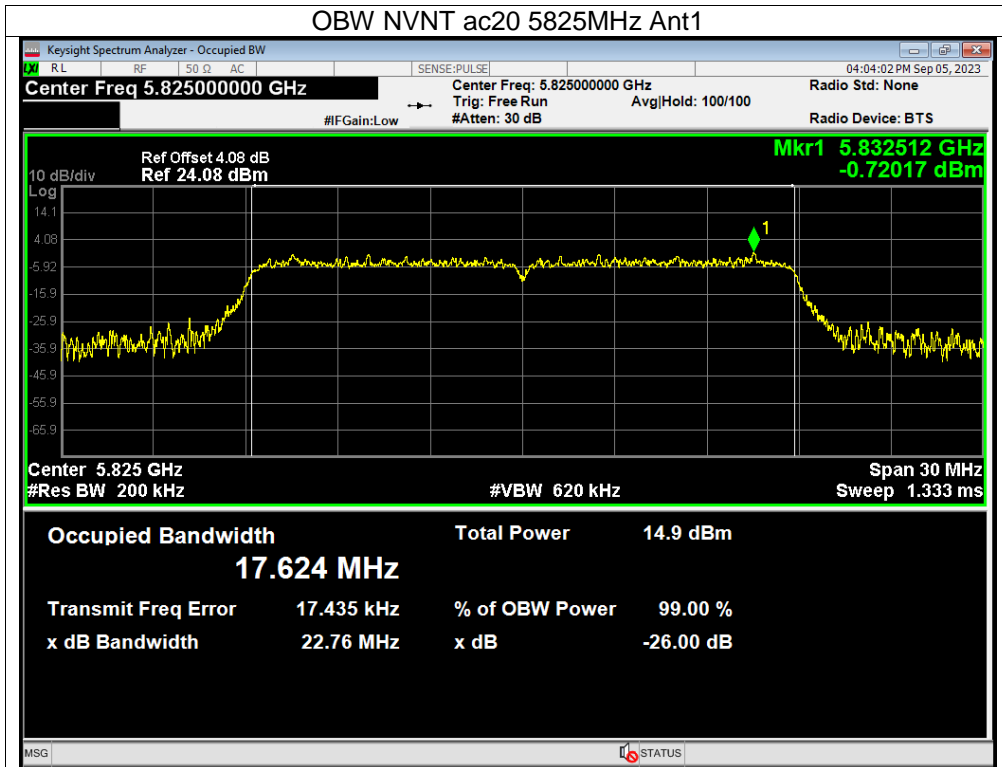 OBW NVNT ac20 5825MHz Ant1
Keysight Spectrum Analyzer - Occupied BW
LXI RL RF 50 Ω AC SENSE:PULSE 04:04:02 PM Sep 05, 2023
Center Freq 5.825000000 GHz Center Freq: 5.825000000 GHz Radio Std: None
Trig: Free Run Avg|Hold: 100/100
#IFGain:Low #Atten: 30 dB Radio Device: BTS
Ref Offset 4.08 dB Mkr1 5.832512 GHz
10 dB/div Ref 24.08 dBm -0.72017 dBm
Log
14.1
1
4.08
-5.92
-15.9
-25.9
-35.9
-45.9
-55.9
-65.9
Center 5.825 GHz Span 30 MHz
#Res BW 200 kHz #VBW 620 kHz Sweep 1.333 ms
Occupied Bandwidth Total Power 14.9 dBm
17.624 MHz
Transmit Freq Error 17.435 kHz % of OBW Power 99.00 %
x dB Bandwidth 22.76 MHz x dB -26.00 dB
MSG STATUS